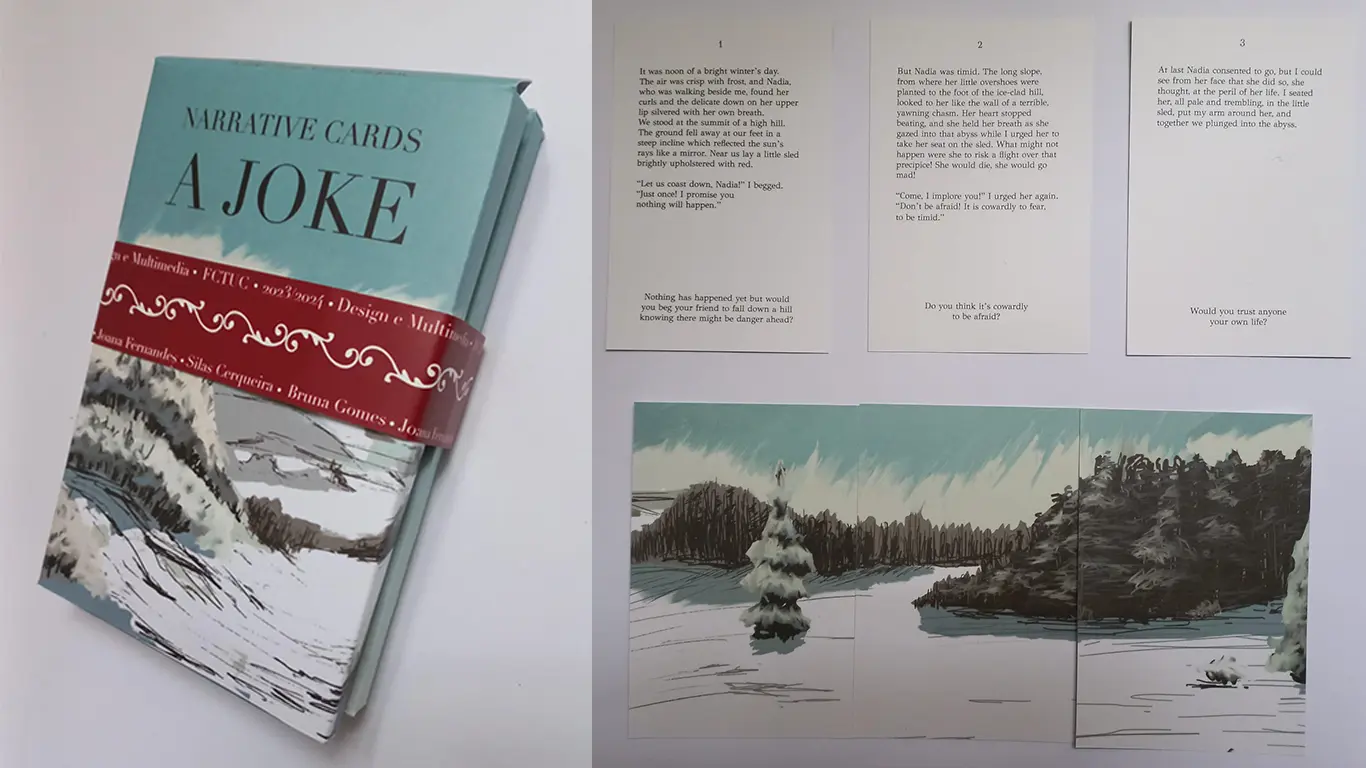 NARRATIVE CARDS
A JOKE
n e Multimedia • FCTUC • 2023/2024 • Design e Multim
Joana Fernandes • Silas Cerqueira • Bruna Gomes • Joana
1
It was noon of a bright winter's day.
The air was crisp with frost, and Nadia,
who was walking beside me, found her
curls and the delicate down on her upper
lip silvered with her own breath.
We stood at the summit of a high hill.
The ground fell away at our feet in a
steep incline which reflected the sun's
rays like a mirror. Near us lay a little sled
brightly upholstered with red.
"Let us coast down, Nadia!" I begged.
"Just once! I promise you
nothing will happen."
Nothing has happened yet but would
you beg your friend to fall down a hill
knowing there might be danger ahead?
2
But Nadia was timid. The long slope,
from where her little overshoes were
planted to the foot of the ice-clad hill,
looked to her like the wall of a terrible,
yawning chasm. Her heart stopped
beating, and she held her breath as she
gazed into that abyss while I urged her to
take her seat on the sled. What might not
happen were she to risk a flight over that
precipice! She would die, she would go
mad!
"Come, I implore you!" I urged her again.
"Don't be afraid! It is cowardly to fear,
to be timid."
Do you think it's cowardly
to be afraid?
3
At last Nadia consented to go, but I could
see from her face that she did so, she
thought, at the peril of her life. I seated
her, all pale and trembling, in the little
sled, put my arm around her, and
together we plunged into the abyss.
Would you trust anyone
your own life?